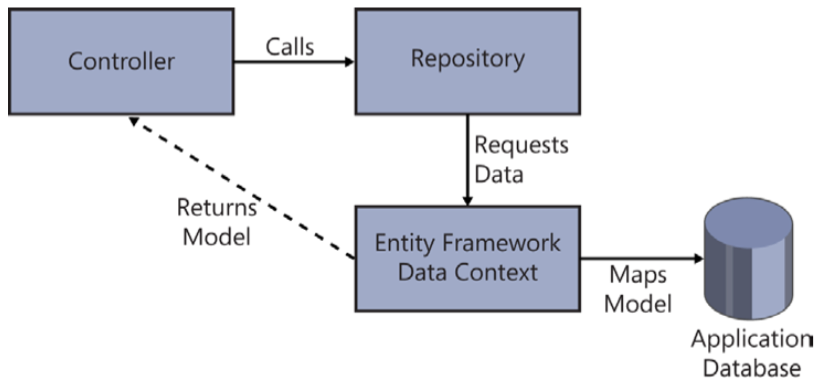 Controller
Calls
Repository
Requests
Data
Returns
Model
Entity Framework
Data Context
Maps
Model
Application
Database